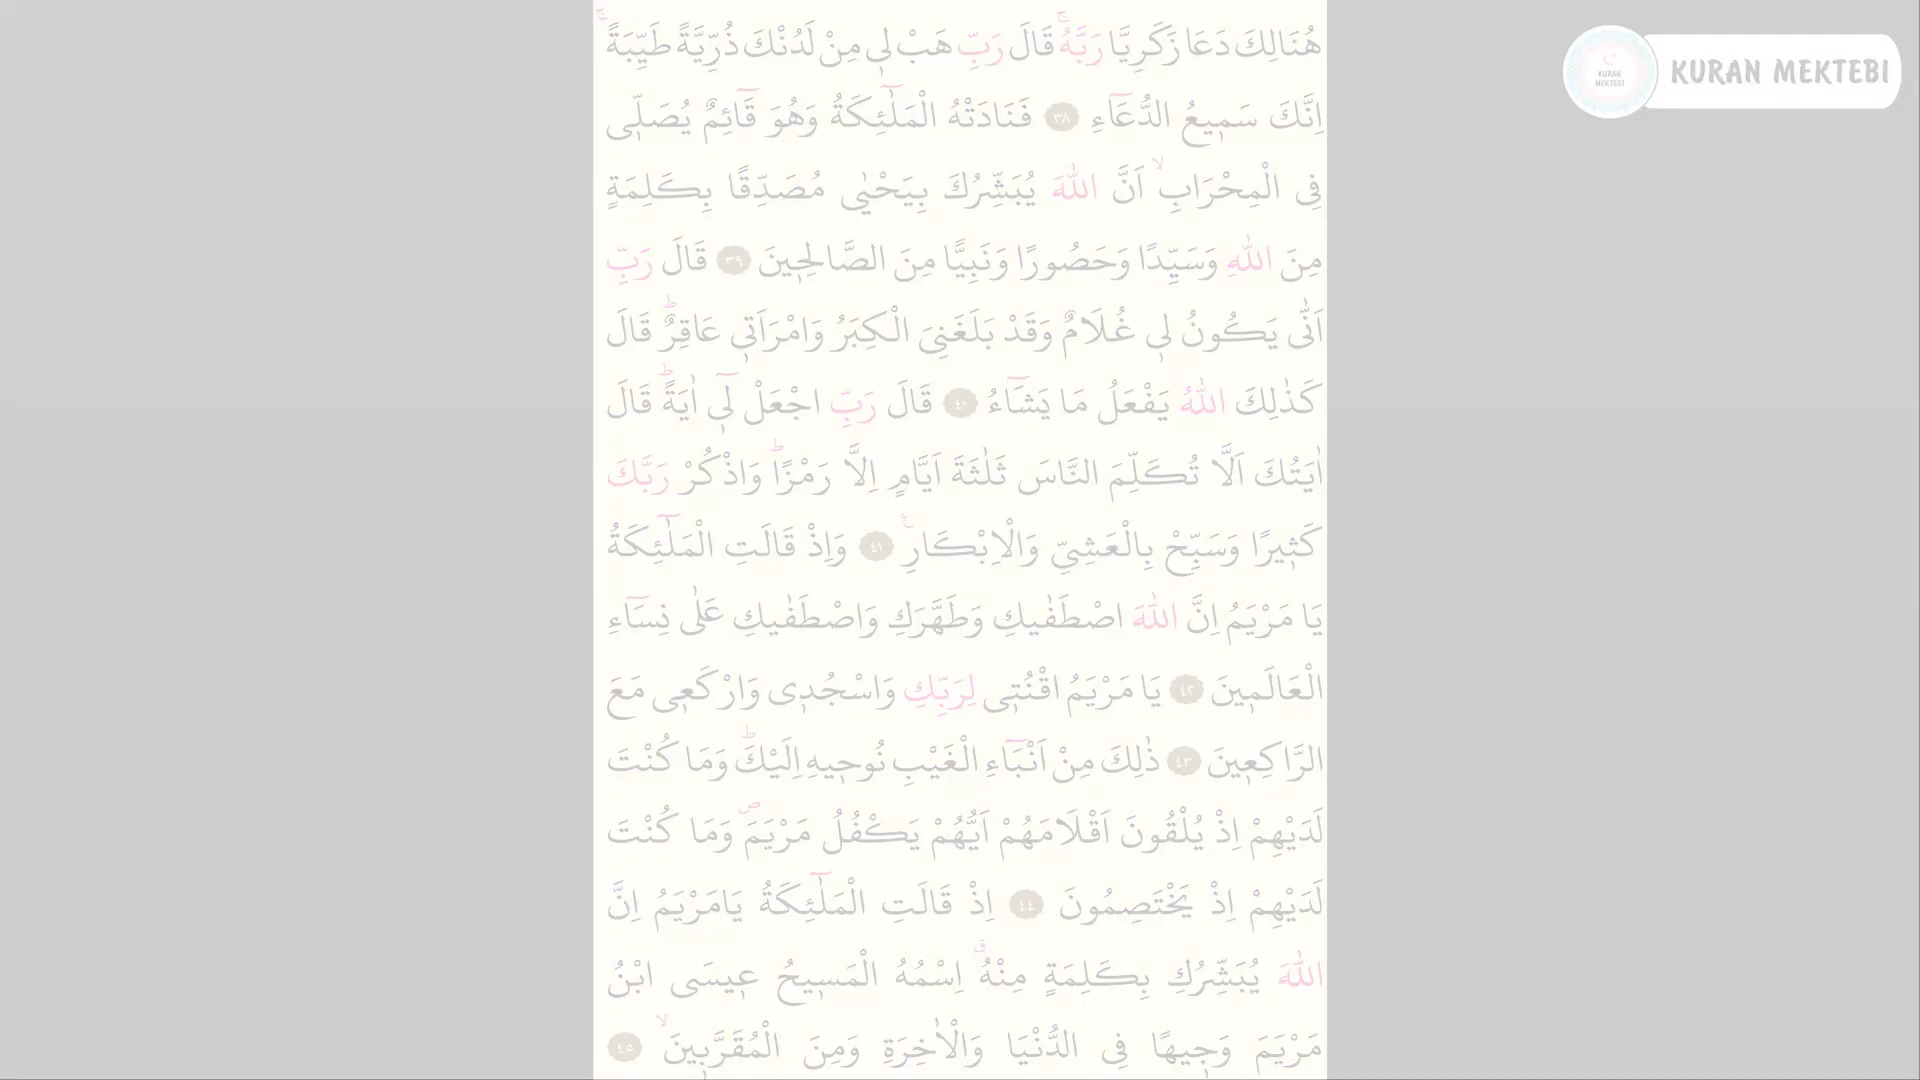 هُنَالِكَ دَعَا زَكَرِيَّا رَبَّهُۚ قَالَ رَبِّ هَبْ لٖى مِنْ لَدُنْكَ ذُرِّيَّةً طَيِّبَةًۚ
اِنَّكَ سَمٖيعُ الدُّعَٓاءِ ٣٨ فَنَادَتْهُ الْمَلٰٓئِكَةُ وَهُوَ قَٓائِمٌ يُصَلّٖى
فِى الْمِحْرَابِۙ اَنَّ اللّٰهَ يُبَشِّرُكَ بِيَحْيٰى مُصَدِّقًا بِكَلِمَةٍ
مِنَ اللّٰهِ وَسَيِّدًا وَحَصُورًا وَنَبِيًّا مِنَ الصَّالِحٖينَ ٣٩ قَالَ رَبِّ
اَنّٰى يَكُونُ لٖى غُلَامٌ وَقَدْ بَلَغَنِىَ الْكِبَرُ وَامْرَاَتٖى عَاقِرٌؕ قَالَ
كَذٰلِكَ اللّٰهُ يَفْعَلُ مَا يَشَٓاءُ ٤٠ قَالَ رَبِّ اجْعَلْ لٖٓى اٰيَةًؕ قَالَ
اٰيَتُكَ اَلَّا تُكَلِّمَ النَّاسَ ثَلٰثَةَ اَيَّامٍ اِلَّا رَمْزًاؕ وَاذْكُرْ رَبَّكَ
كَثٖيرًا وَسَبِّحْ بِالْعَشِىِّ وَالْاِبْكَارِ ع ٤١ وَاِذْ قَالَتِ الْمَلٰٓئِكَةُ
يَا مَرْيَمُ اِنَّ اللّٰهَ اصْطَفٰيكِ وَطَهَّرَكِ وَاصْطَفٰيكِ عَلٰى نِسَٓاءِ
الْعَالَمٖينَ ٤٢ يَا مَرْيَمُ اقْنُتٖى لِرَبِّكِ وَاسْجُدٖى وَارْكَعٖى مَعَ
الرَّاكِعٖينَ ٤٣ ذٰلِكَ مِنْ اَنْبَٓاءِ الْغَيْبِ نُوحٖيهِ اِلَيْكَؕ وَمَا كُنْتَ
لَدَيْهِمْ اِذْ يُلْقُونَ اَقْلَامَهُمْ اَيُّهُمْ يَكْفُلُ مَرْيَمَۖ وَمَا كُنْتَ
لَدَيْهِمْ اِذْ يَخْتَصِمُونَ ٤٤ اِذْ قَالَتِ الْمَلٰٓئِكَةُ يَامَرْيَمُ اِنَّ
اللّٰهَ يُبَشِّرُكِ بِكَلِمَةٍ مِنْهُۗ اِسْمُهُ الْمَسٖيحُ عٖيسَى ابْنُ
مَرْيَمَ وَجٖيهًا فِى الدُّنْيَا وَالْاٰخِرَةِ وَمِنَ الْمُقَرَّبٖينَۙ ٤٥
KURAN MEKTEBI
KURAN
MEKTEBI